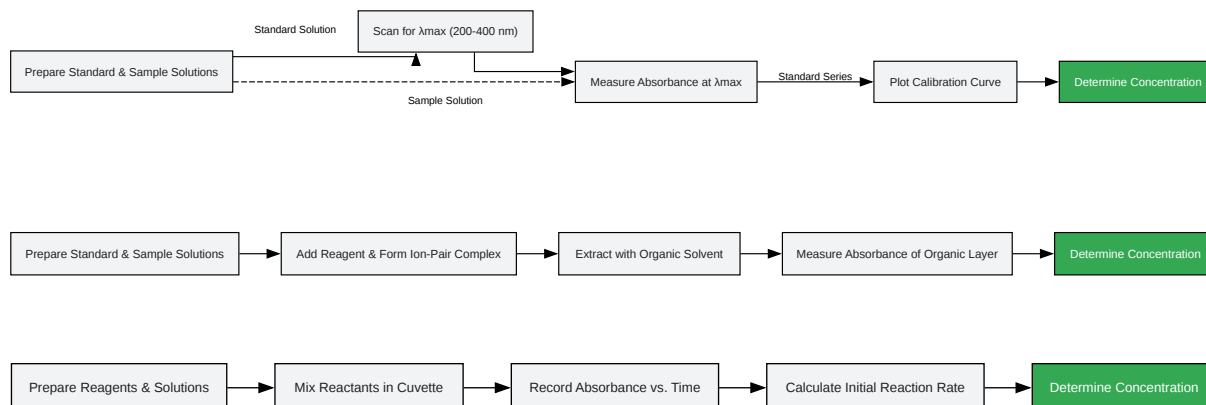 Standard Solution
Scan for λmax (200-400 nm)
Prepare Standard & Sample Solutions
Measure Absorbance at λmax
Standard Series
Plot Calibration Curve
Determine Concentration
Sample Solution
Prepare Standard & Sample Solutions
Add Reagent & Form Ion-Pair Complex
Extract with Organic Solvent
Measure Absorbance of Organic Layer
Determine Concentration
Prepare Reagents & Solutions
Mix Reactants in Cuvette
Record Absorbance vs. Time
Calculate Initial Reaction Rate
Determine Concentration